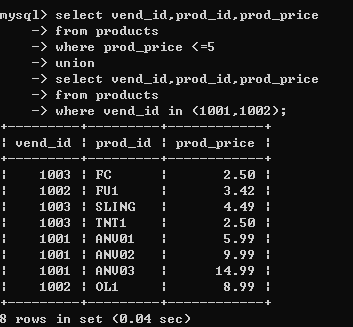 mysql> select vend_id,prod_id,prod_price
    -> from products
    -> where prod_price <=5
    -> union
    -> select vend_id,prod_id,prod_price
    -> from products
    -> where vend_id in (1001,1002);
+---------+---------+------------+
| vend_id | prod_id | prod_price |
+---------+---------+------------+
|    1003 | FC      |       2.50 |
|    1002 | FU1     |       3.42 |
|    1003 | SLING   |       4.49 |
|    1003 | TNT1    |       2.50 |
|    1001 | ANV01   |       5.99 |
|    1001 | ANV02   |       9.99 |
|    1001 | ANV03   |      14.99 |
|    1002 | OL1     |       8.99 |
+---------+---------+------------+
8 rows in set (0.04 sec)